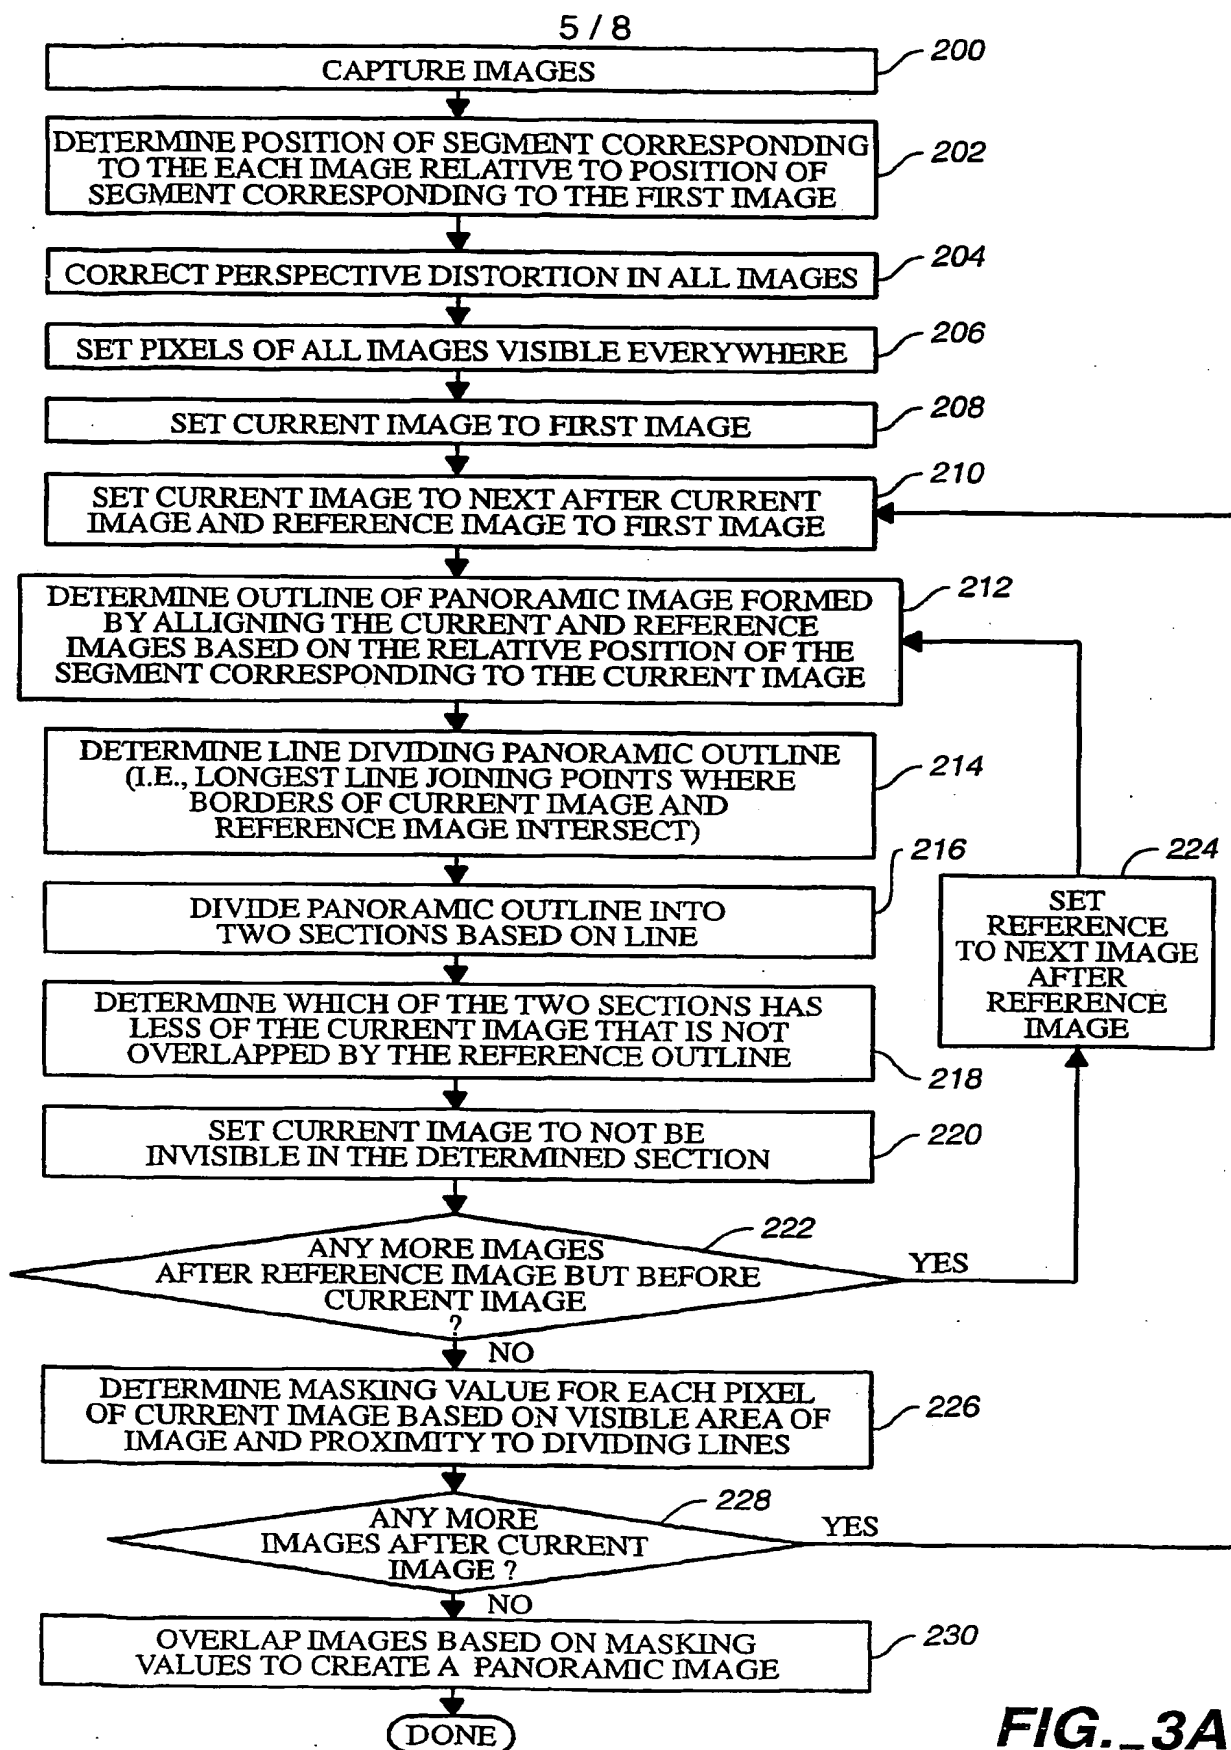 5 / 8
CAPTURE IMAGES
200
DETERMINE POSITION OF SEGMENT CORRESPONDING
TO THE EACH IMAGE RELATIVE TO POSITION OF
SEGMENT CORRESPONDING TO THE FIRST IMAGE
202
CORRECT PERSPECTIVE DISTORTION IN ALL IMAGES
204
SET PIXELS OF ALL IMAGES VISIBLE EVERYWHERE
206
SET CURRENT IMAGE TO FIRST IMAGE
208
SET CURRENT IMAGE TO NEXT AFTER CURRENT
IMAGE AND REFERENCE IMAGE TO FIRST IMAGE
210
DETERMINE OUTLINE OF PANORAMIC IMAGE FORMED
BY ALLIGNING THE CURRENT AND REFERENCE
IMAGES BASED ON THE RELATIVE POSITION OF THE
SEGMENT CORRESPONDING TO THE CURRENT IMAGE
212
DETERMINE LINE DIVIDING PANORAMIC OUTLINE
(I.E., LONGEST LINE JOINING POINTS WHERE
BORDERS OF CURRENT IMAGE AND
REFERENCE IMAGE INTERSECT)
214
DIVIDE PANORAMIC OUTLINE INTO
TWO SECTIONS BASED ON LINE
216
224
SET
REFERENCE
TO NEXT IMAGE
AFTER
REFERENCE
IMAGE
DETERMINE WHICH OF THE TWO SECTIONS HAS
LESS OF THE CURRENT IMAGE THAT IS NOT
OVERLAPPED BY THE REFERENCE OUTLINE
218
SET CURRENT IMAGE TO NOT BE
INVISIBLE IN THE DETERMINED SECTION
220
ANY MORE IMAGES
AFTER REFERENCE IMAGE BUT BEFORE
CURRENT IMAGE
?
222
YES
NO
DETERMINE MASKING VALUE FOR EACH PIXEL
OF CURRENT IMAGE BASED ON VISIBLE AREA OF
IMAGE AND PROXIMITY TO DIVIDING LINES
226
ANY MORE
IMAGES AFTER CURRENT
IMAGE ?
228
YES
NO
OVERLAP IMAGES BASED ON MASKING
VALUES TO CREATE A PANORAMIC IMAGE
230
DONE
FIG._3A